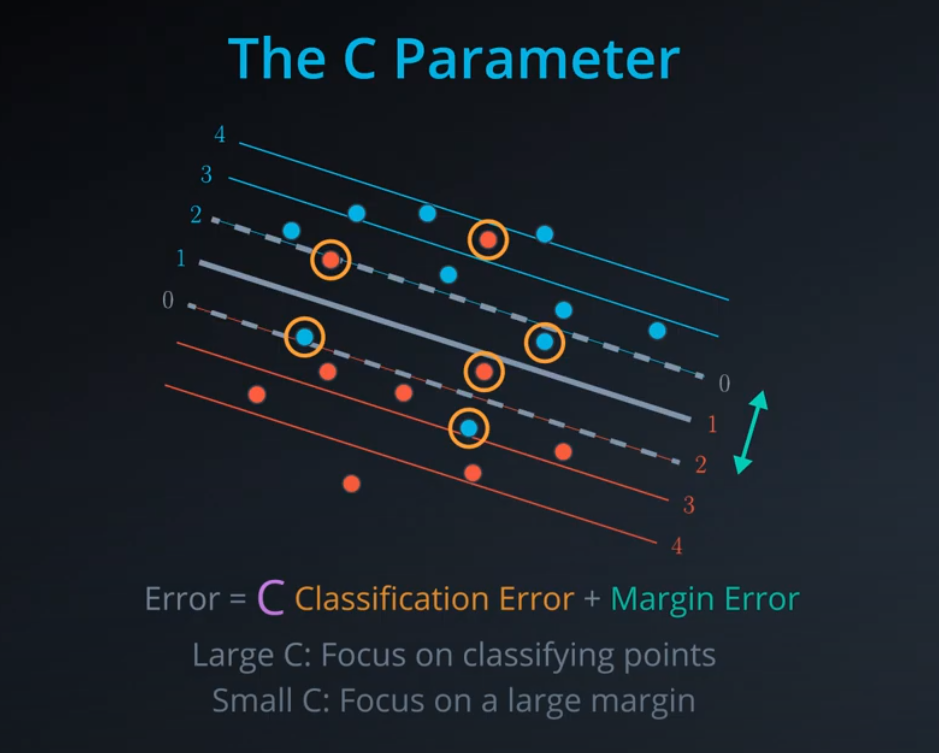 The C Parameter
4
3
2
1
0
0
1
2
3
4
Error = C Classification Error + Margin Error
Large C: Focus on classifying points
Small C: Focus on a large margin